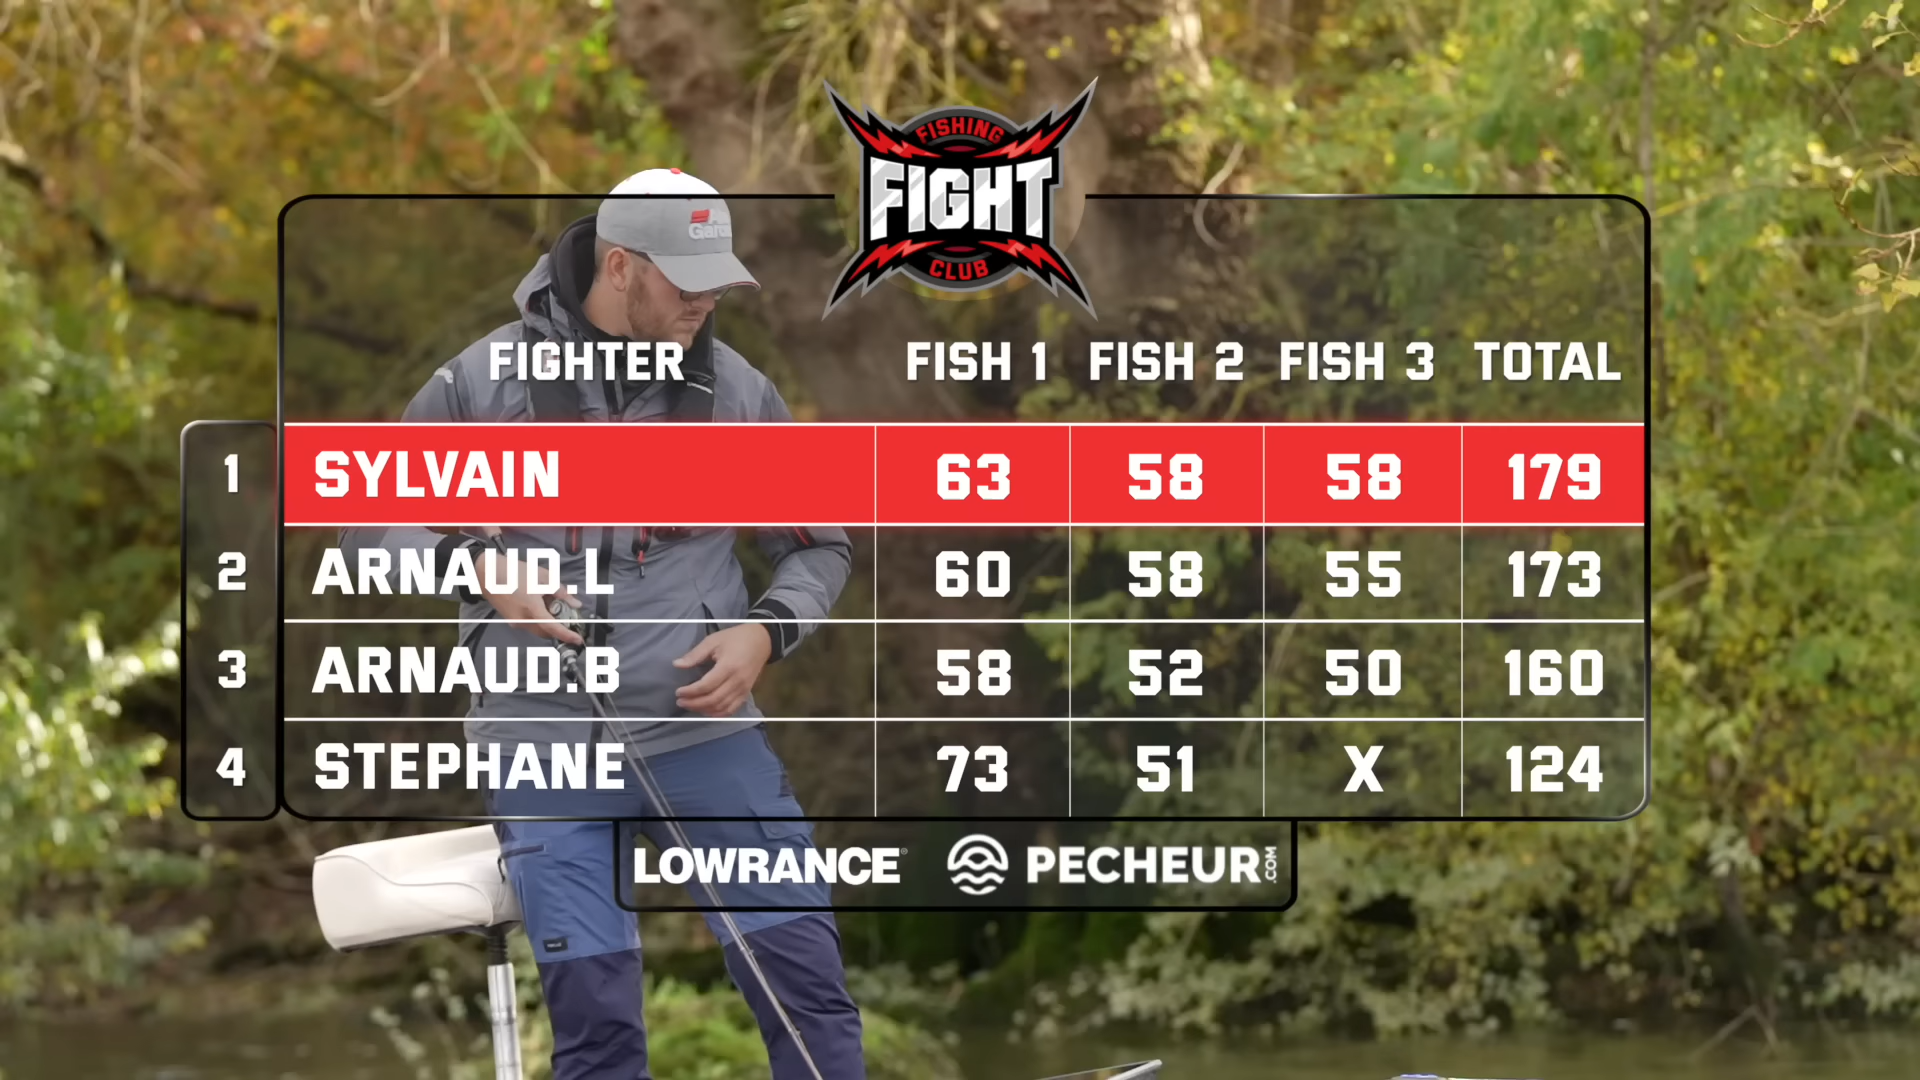 FISHING
FIGHT
CLUB
FIGHTER FISH 1 FISH 2 FISH 3 TOTAL
1 SYLVAIN 63 58 58 179
2 ARNAUD.L 60 58 55 173
3 ARNAUD.B 58 52 50 160
4 STEPHANE 73 51 X 124
LOWRANCE PECHEUR.COM